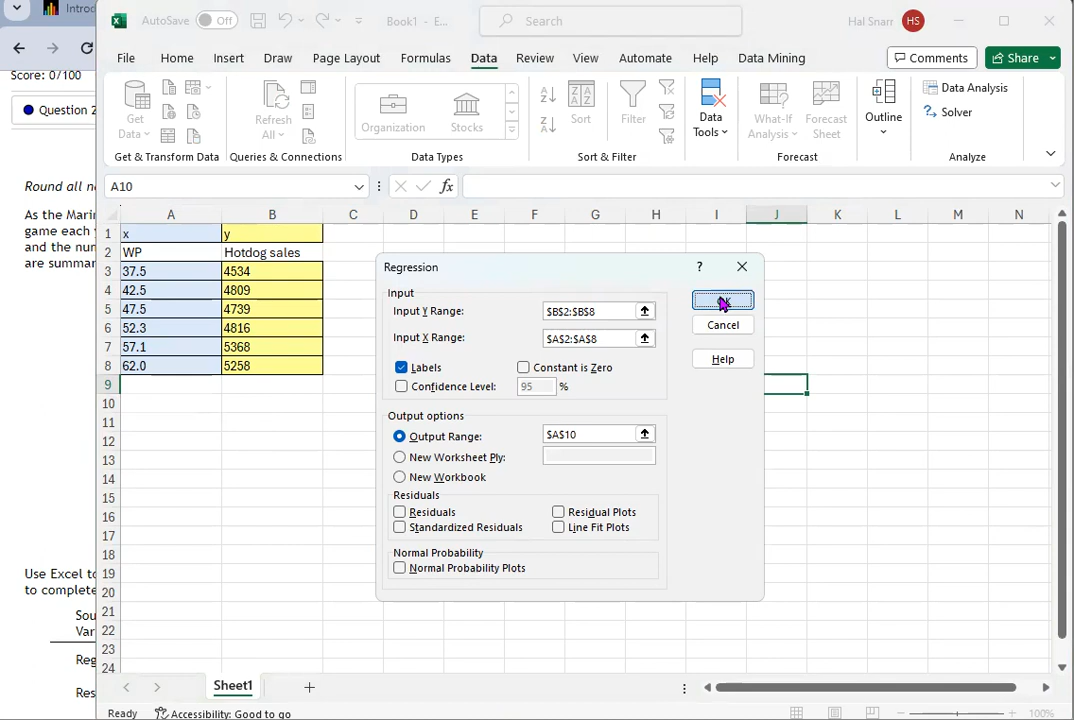 Introd
AutoSave Off Book1 - E... Search Hal Snarr HS
File Home Insert Draw Page Layout Formulas Data Review View Automate Help Data Mining Comments Share
Get Data
Refresh All
Organization Stocks
Sort Filter
Data Tools
What-If Analysis
Forecast Sheet
Outline
Data Analysis
Solver
Get & Transform Data Queries & Connections Data Types Sort & Filter Forecast Analyze
A10 fx
A B C D E F G H I J K L M N
1 x y
2 WP Hotdog sales
3 37.5 4534
4 42.5 4809
5 47.5 4739
6 52.3 4816
7 57.1 5368
8 62.0 5258
9
10
11
12
13
14
15
16
17
18
19
20
21
22
23
24
Regression ?
Input
Input Y Range: $B$2:$B$8
Input X Range: $A$2:$A$8
Labels Constant is Zero
Confidence Level: 95 %
OK
Cancel
Help
Output options
Output Range: $A$10
New Worksheet Ply:
New Workbook
Residuals
Residuals Residual Plots
Standardized Residuals Line Fit Plots
Normal Probability
Normal Probability Plots
Score: 0/100
Question 2
Round all n
As the Marin
game each
and the num
are summar
Use Excel to
to complete
Sou
Var
Reg
Res
Sheet1
Ready Accessibility: Good to go 100%